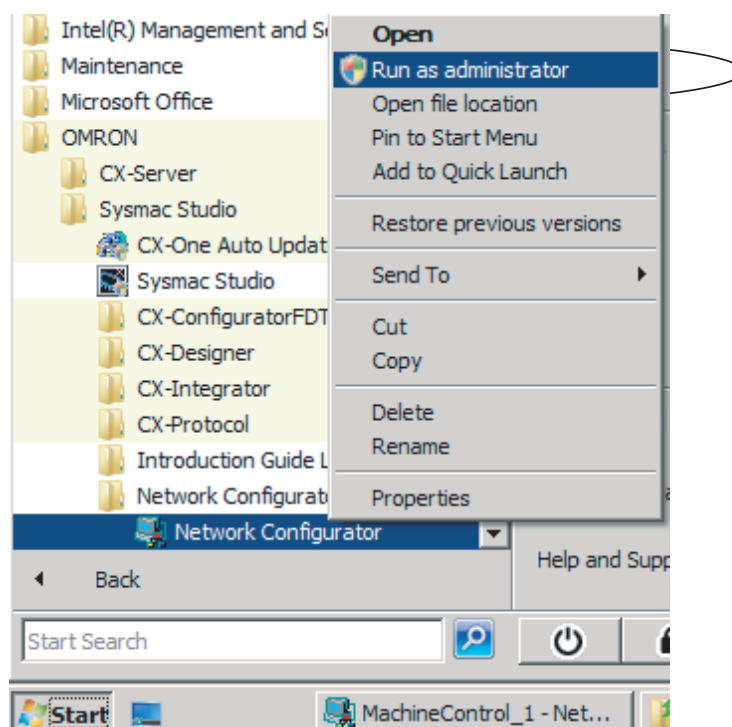 Intel(R) Management and
Maintenance
Microsoft Office
OMRON
CX-Server
Sysmac Studio
CX-One Auto Updat
Sysmac Studio
CX-ConfiguratorFDT
CX-Designer
CX-Integrator
CX-Protocol
Introduction Guide
Network Configurat
Network Configurator
Back
Start Search
Open
Run as administrator
Open file location
Pin to Start Menu
Add to Quick Launch
Restore previous versions
Send To
Cut
Copy
Delete
Rename
Properties
Help and Supp
Start
MachineControl_1 - Net...